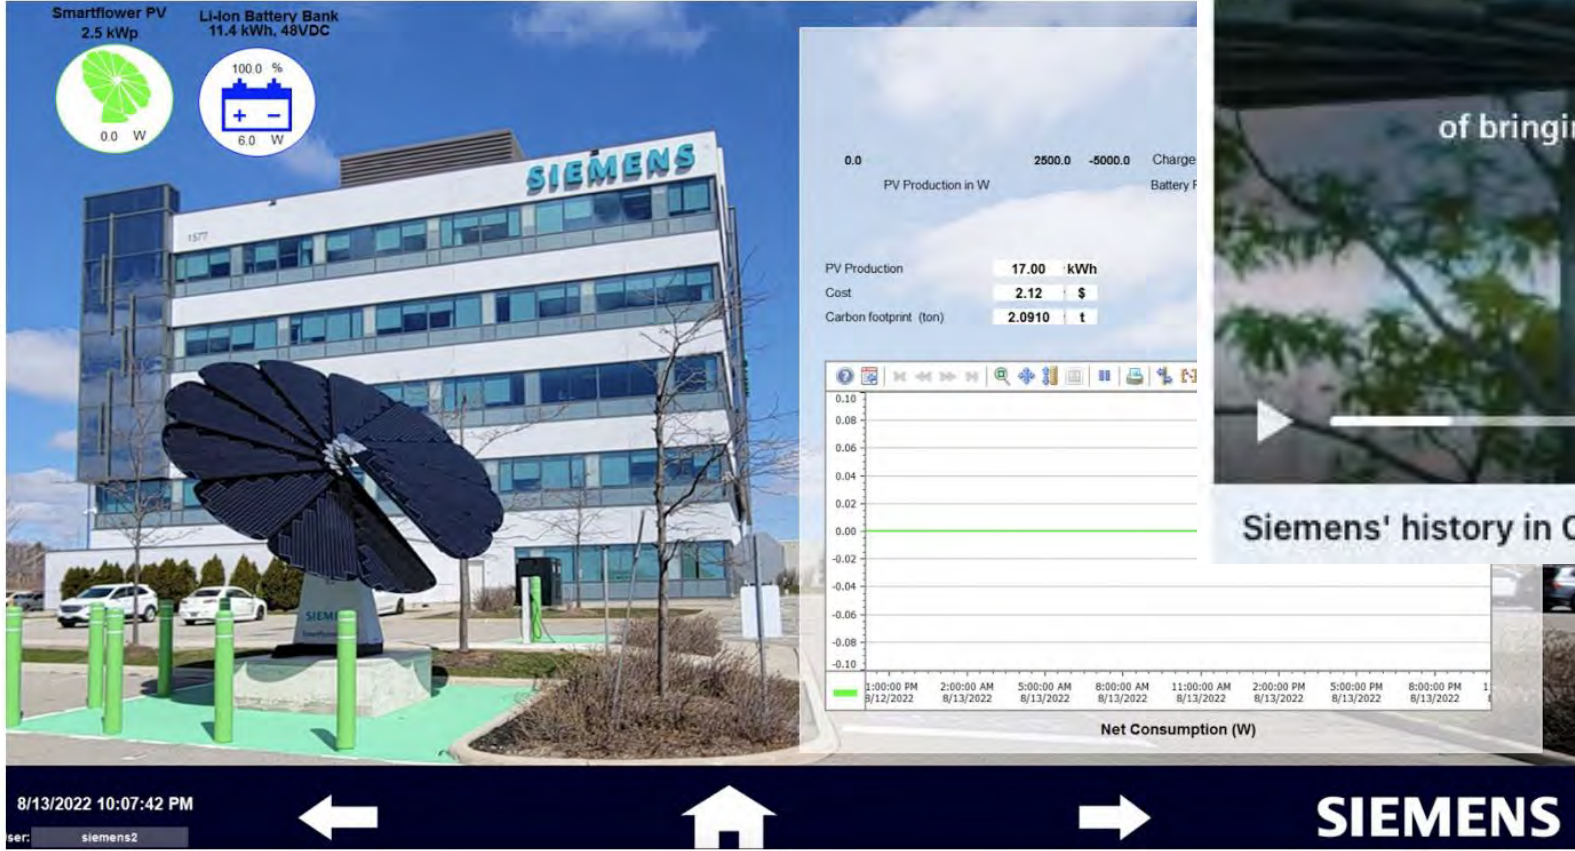 Smartflower PV
2.5 kWp
0.0 W
Li-Ion Battery Bank
11.4 kWh, 48VDC
100.0 %
6.0 W
SIEMENS
1577
0.0
2500.0
-5000.0
Charge
PV Production in W
Battery
PV Production 17.00 kWh
Cost 2.12 $
Carbon footprint (ton) 2.0910 t
0.10
0.08
0.06
0.04
0.02
0.00
-0.02
-0.04
-0.06
-0.08
-0.10
1:00:00 PM 2:00:00 AM 5:00:00 AM 8:00:00 AM 11:00:00 AM 2:00:00 PM 5:00:00 PM 8:00:00 PM
8/12/2022 8/13/2022 8/13/2022 8/13/2022 8/13/2022 8/13/2022 8/13/2022 8/13/2022
Net Consumption (W)
of bringi
Siemens' history in
SIEM
8/13/2022 10:07:42 PM
ser: siemens2
SIEMENS